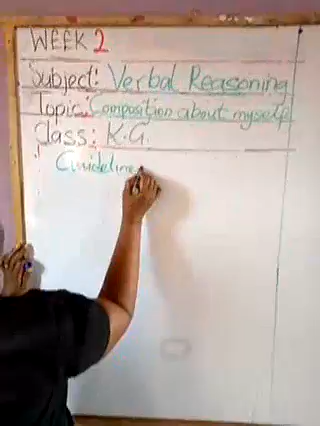 WEEK 2
Subject: Verbal Reasoning
Topic: Composition about myself
Class: K.G.
Guideline